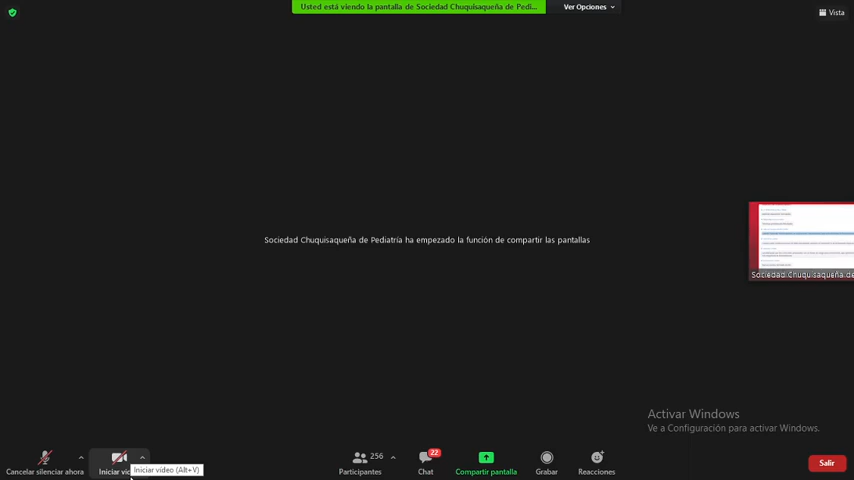 Usted está viendo la pantalla de Sociedad Chuquisaqueña de Pedi...
Ver Opciones
Vista
Sociedad Chuquisaqueña de Pediatría ha empezado la función de compartir las pantallas
Sociedad Chuquisaqueña de
Activar Windows
Ve a Configuración para activar Windows.
Cancelar silenciar ahora
Iniciar ví
Iniciar vídeo (Alt+V)
256
Participantes
22
Chat
Compartir pantalla
Grabar
Reacciones
Salir